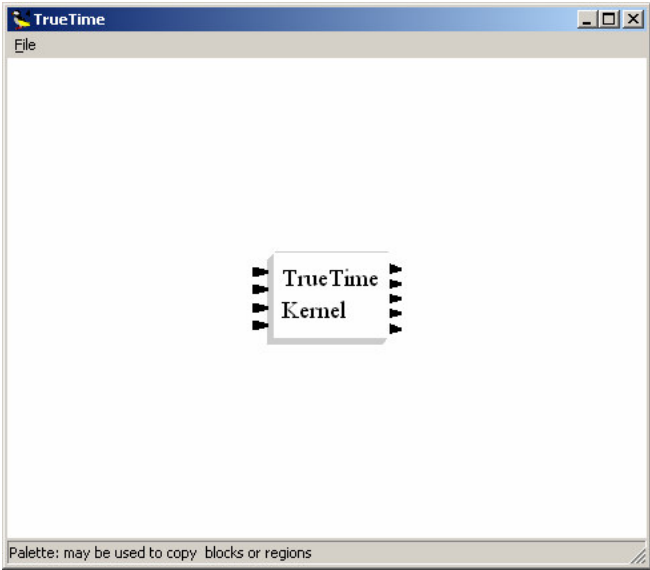 TrueTime
File
TrueTime
Kernel
Palette: may be used to copy  blocks or regions